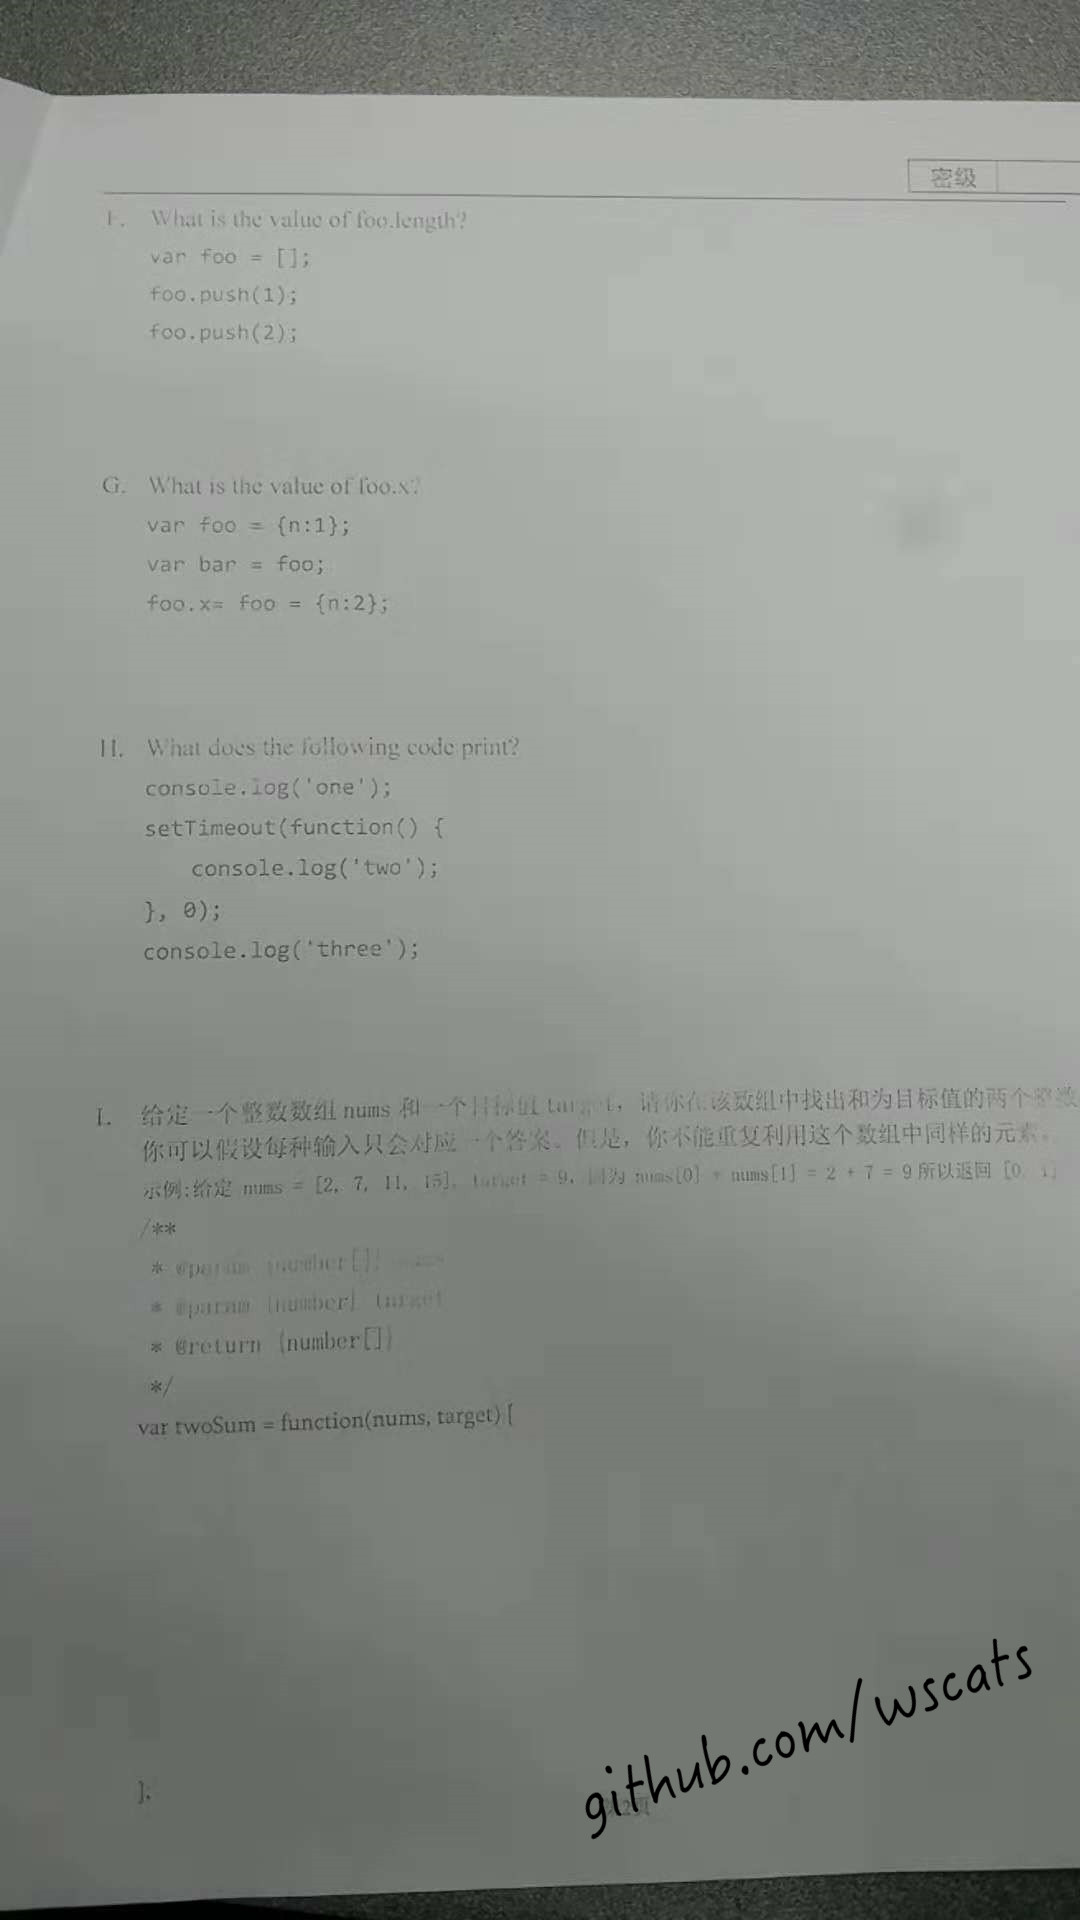 密级
F. What is the value of foo.length?
var foo = [];
foo.push(1);
foo.push(2);
G. What is the value of foo.x?
var foo = {n:1};
var bar = foo;
foo.x= foo = {n:2};
H. What does the following code print?
console.log('one');
setTimeout(function() {
console.log('two');
}, 0);
console.log('three');
I. 给定一个整数数组 nums 和一个目标值 target，请你在该数组中找出和为目标值的两个整数
你可以假设每种输入只会对应一个答案。但是，你不能重复利用这个数组中同样的元素。
示例:给定 nums = [2, 7, 11, 15], target = 9, 因为 nums[0] + nums[1] = 2 + 7 = 9 所以返回 [0, 1]
/**
* @param {number[]} nums
* @param {number} target
* @return {number[]}
*/
var twoSum = function(nums, target) {
};
github.com/wscats